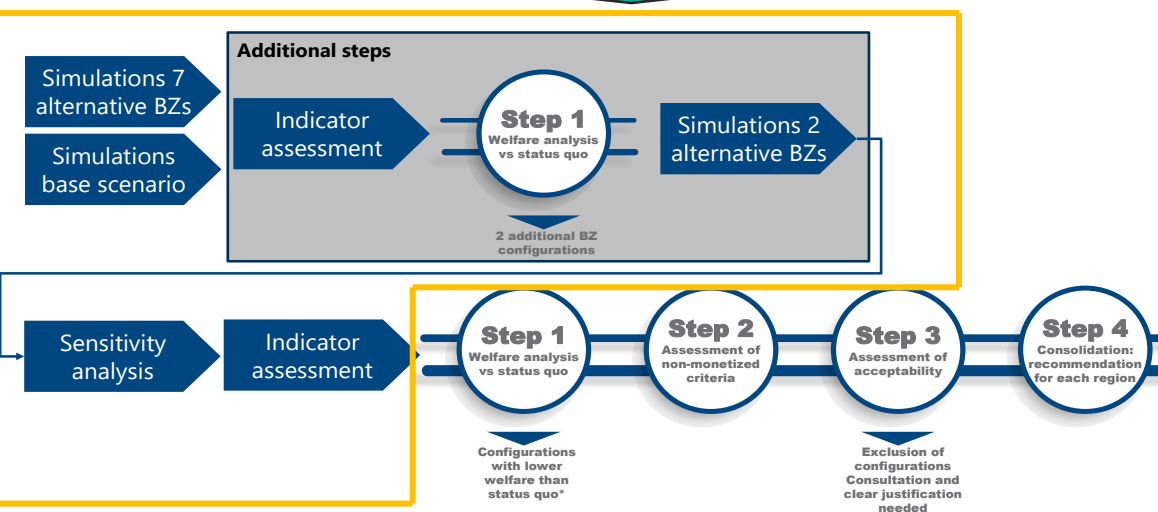 Additional steps
Simulations 7
alternative BZs
Simulations
base scenario
Indicator
assessment
Step 1
Welfare analysis
vs status quo
2 additional BZ
configurations
Simulations 2
alternative BZs
Sensitivity
analysis
Indicator
assessment
Step 1
Welfare analysis
vs status quo
Configurations
with lower
welfare than
status quo*
Step 2
Assessment of
non-monetized
criteria
Step 3
Assessment of
acceptability
Exclusion of
configurations
Consultation and
clear justification
needed
Step 4
Consolidation:
recommendation
for each region